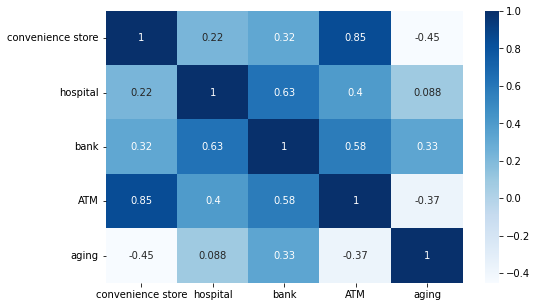 convenience store 1 0.22 0.32 0.85 -0.45
hospital 0.22 1 0.63 0.4 0.088
bank 0.32 0.63 1 0.58 0.33
ATM 0.85 0.4 0.58 1 -0.37
aging -0.45 0.088 0.33 -0.37 1
convenience store hospital bank ATM aging
1.0
0.8
0.6
0.4
0.2
0.0
−0.2
−0.4